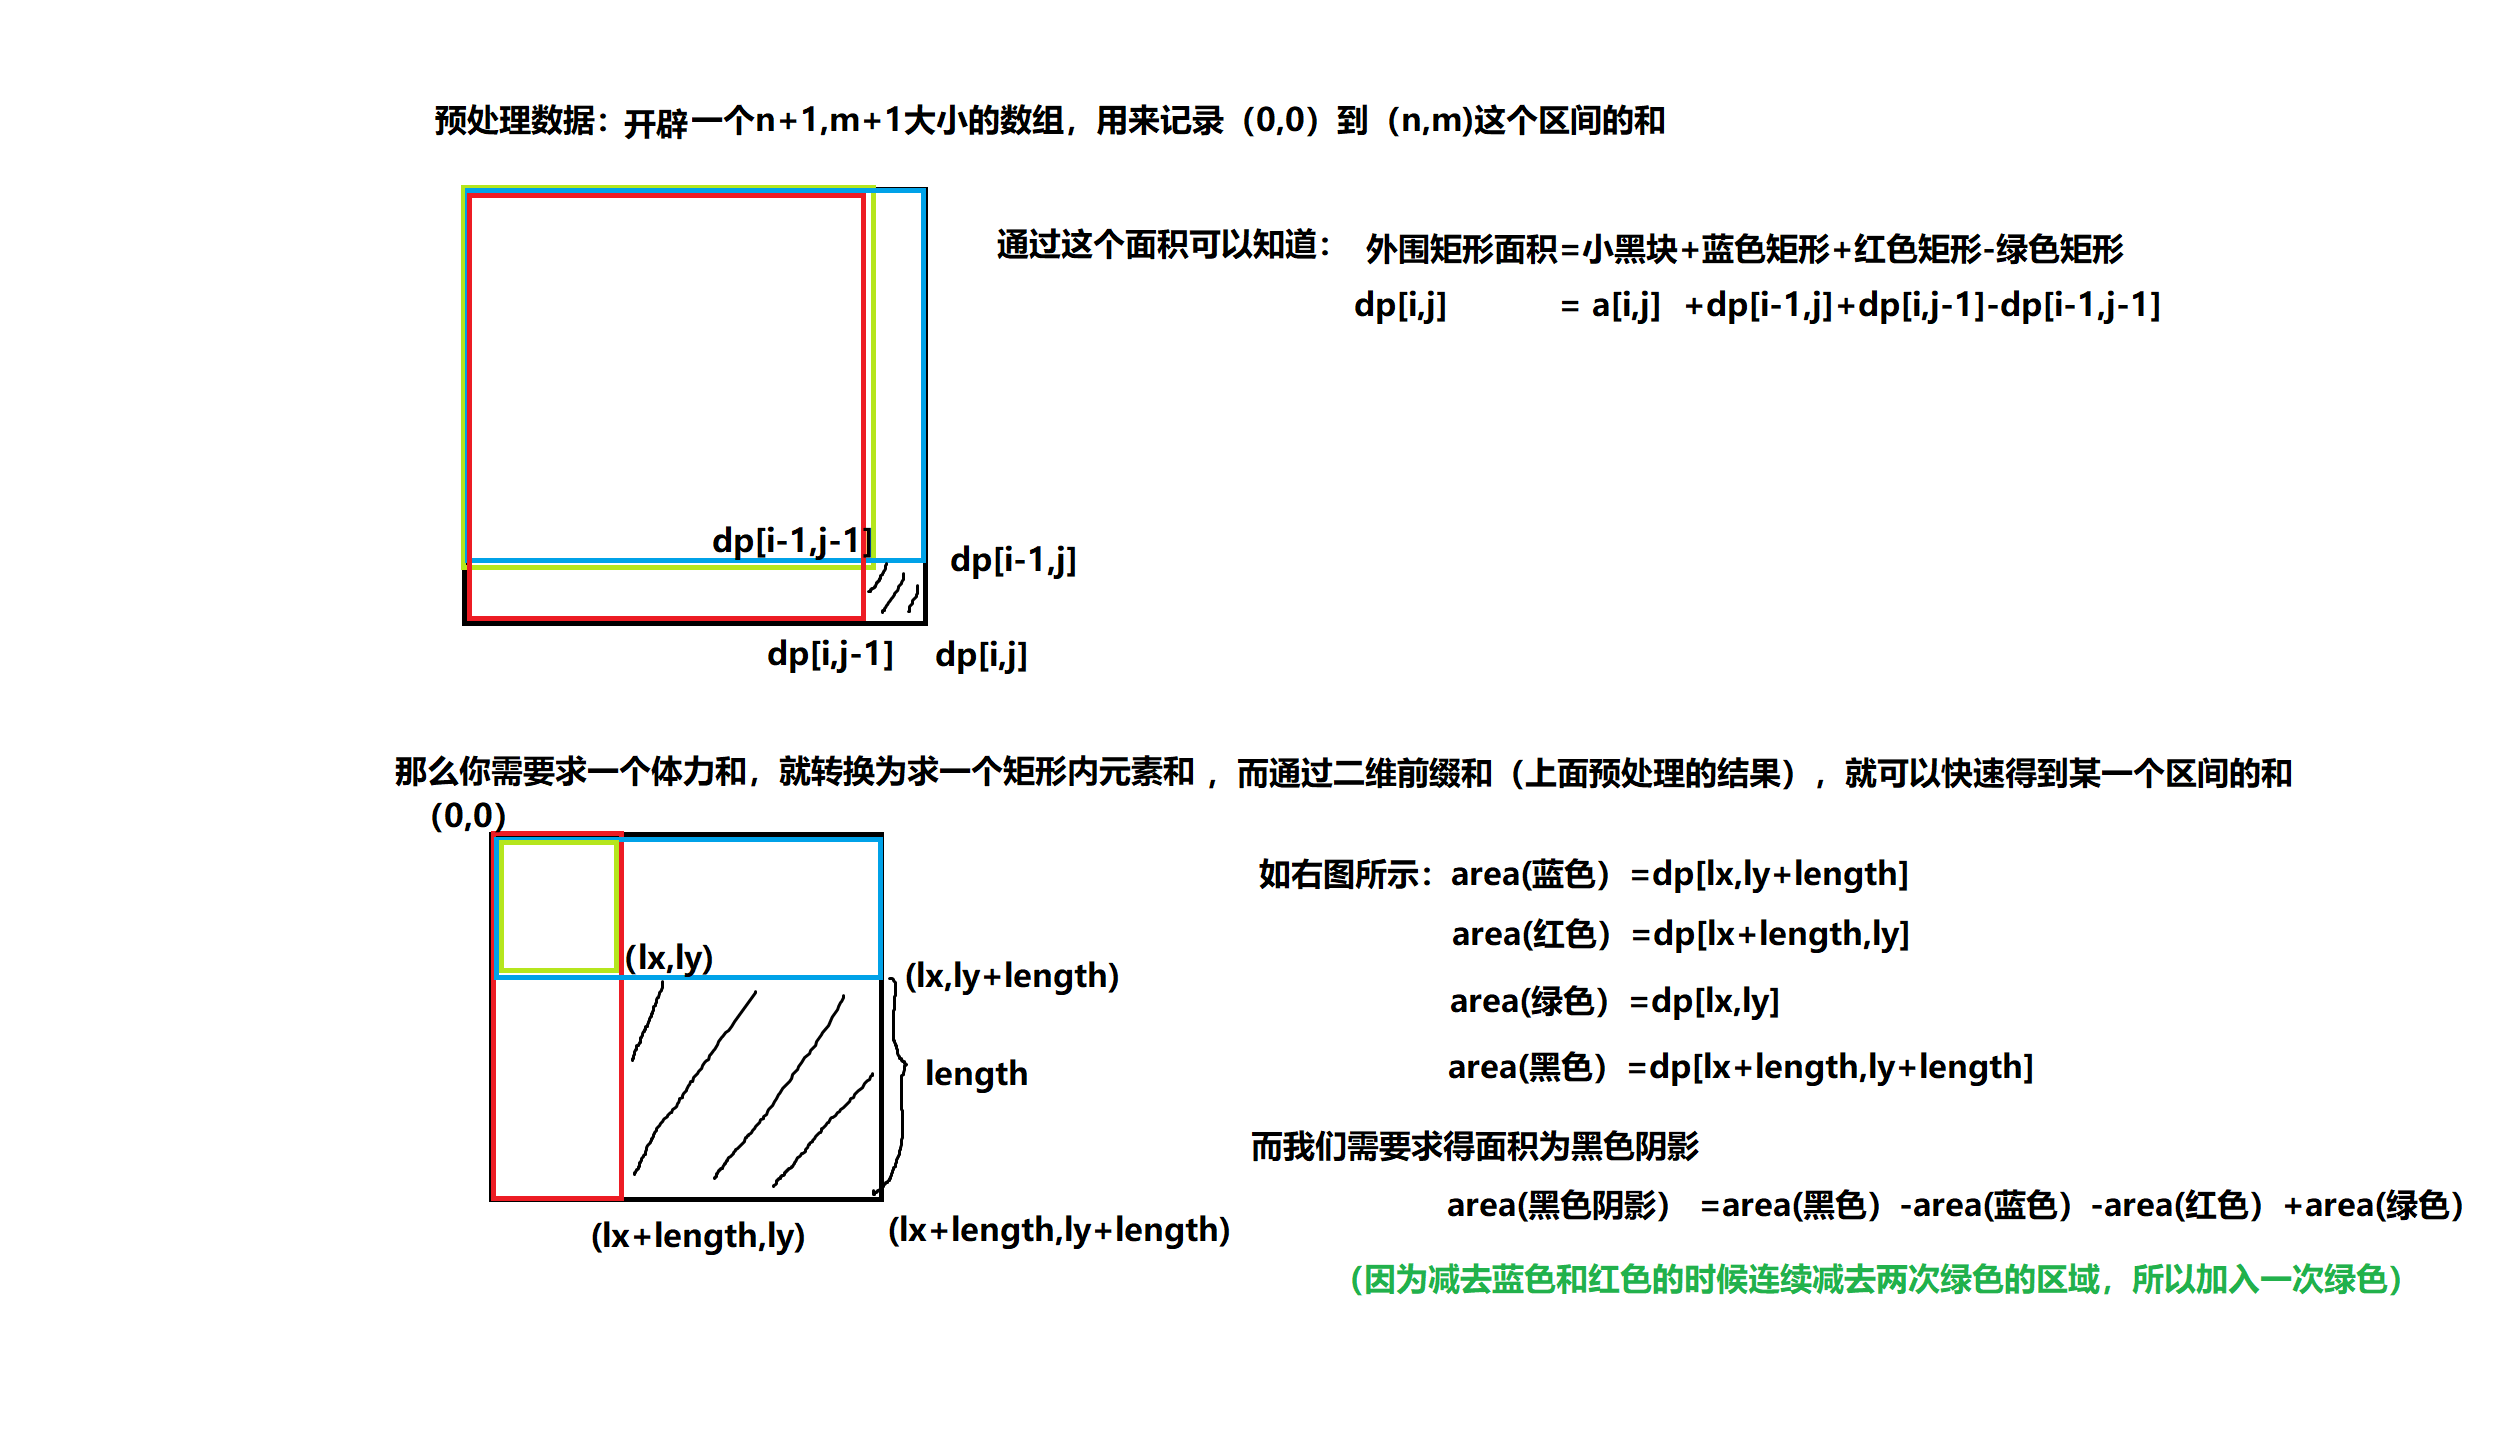 预处理数据：开辟一个n+1,m+1大小的数组，用来记录（0,0）到（n,m)这个区间的和
通过这个面积可以知道：
外围矩形面积=小黑块+蓝色矩形+红色矩形-绿色矩形
dp[i,j] = a[i,j] +dp[i-1,j]+dp[i,j-1]-dp[i-1,j-1]
dp[i-1,j-1]
dp[i-1,j]
dp[i,j-1]
dp[i,j]
那么你需要求一个体力和，就转换为求一个矩形内元素和 ，而通过二维前缀和（上面预处理的结果），就可以快速得到某一个区间的和
（0,0）
(lx,ly)
(lx,ly+length)
length
(lx+length,ly)
(lx+length,ly+length)
如右图所示：area(蓝色）=dp[lx,ly+length]
area(红色）=dp[lx+length,ly]
area(绿色）=dp[lx,ly]
area(黑色）=dp[lx+length,ly+length]
而我们需要求得面积为黑色阴影
area(黑色阴影） =area(黑色）-area(蓝色）-area(红色）+area(绿色）
（因为减去蓝色和红色的时候连续减去两次绿色的区域，所以加入一次绿色）